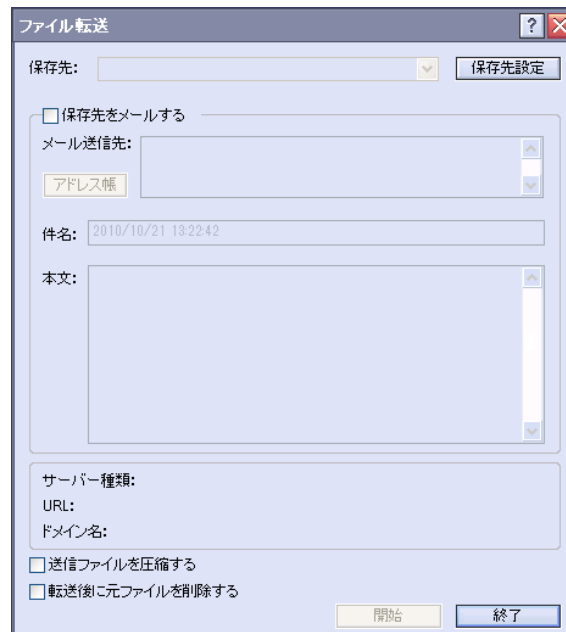 ファイル転送
保存先:
保存先設定
保存先をメールする
メール送信先:
アドレス帳
件名: 2010/10/21 13:22:42
本文:
サーバー種類:
URL:
ドメイン名:
送信ファイルを圧縮する
転送後に元ファイルを削除する
開始
終了